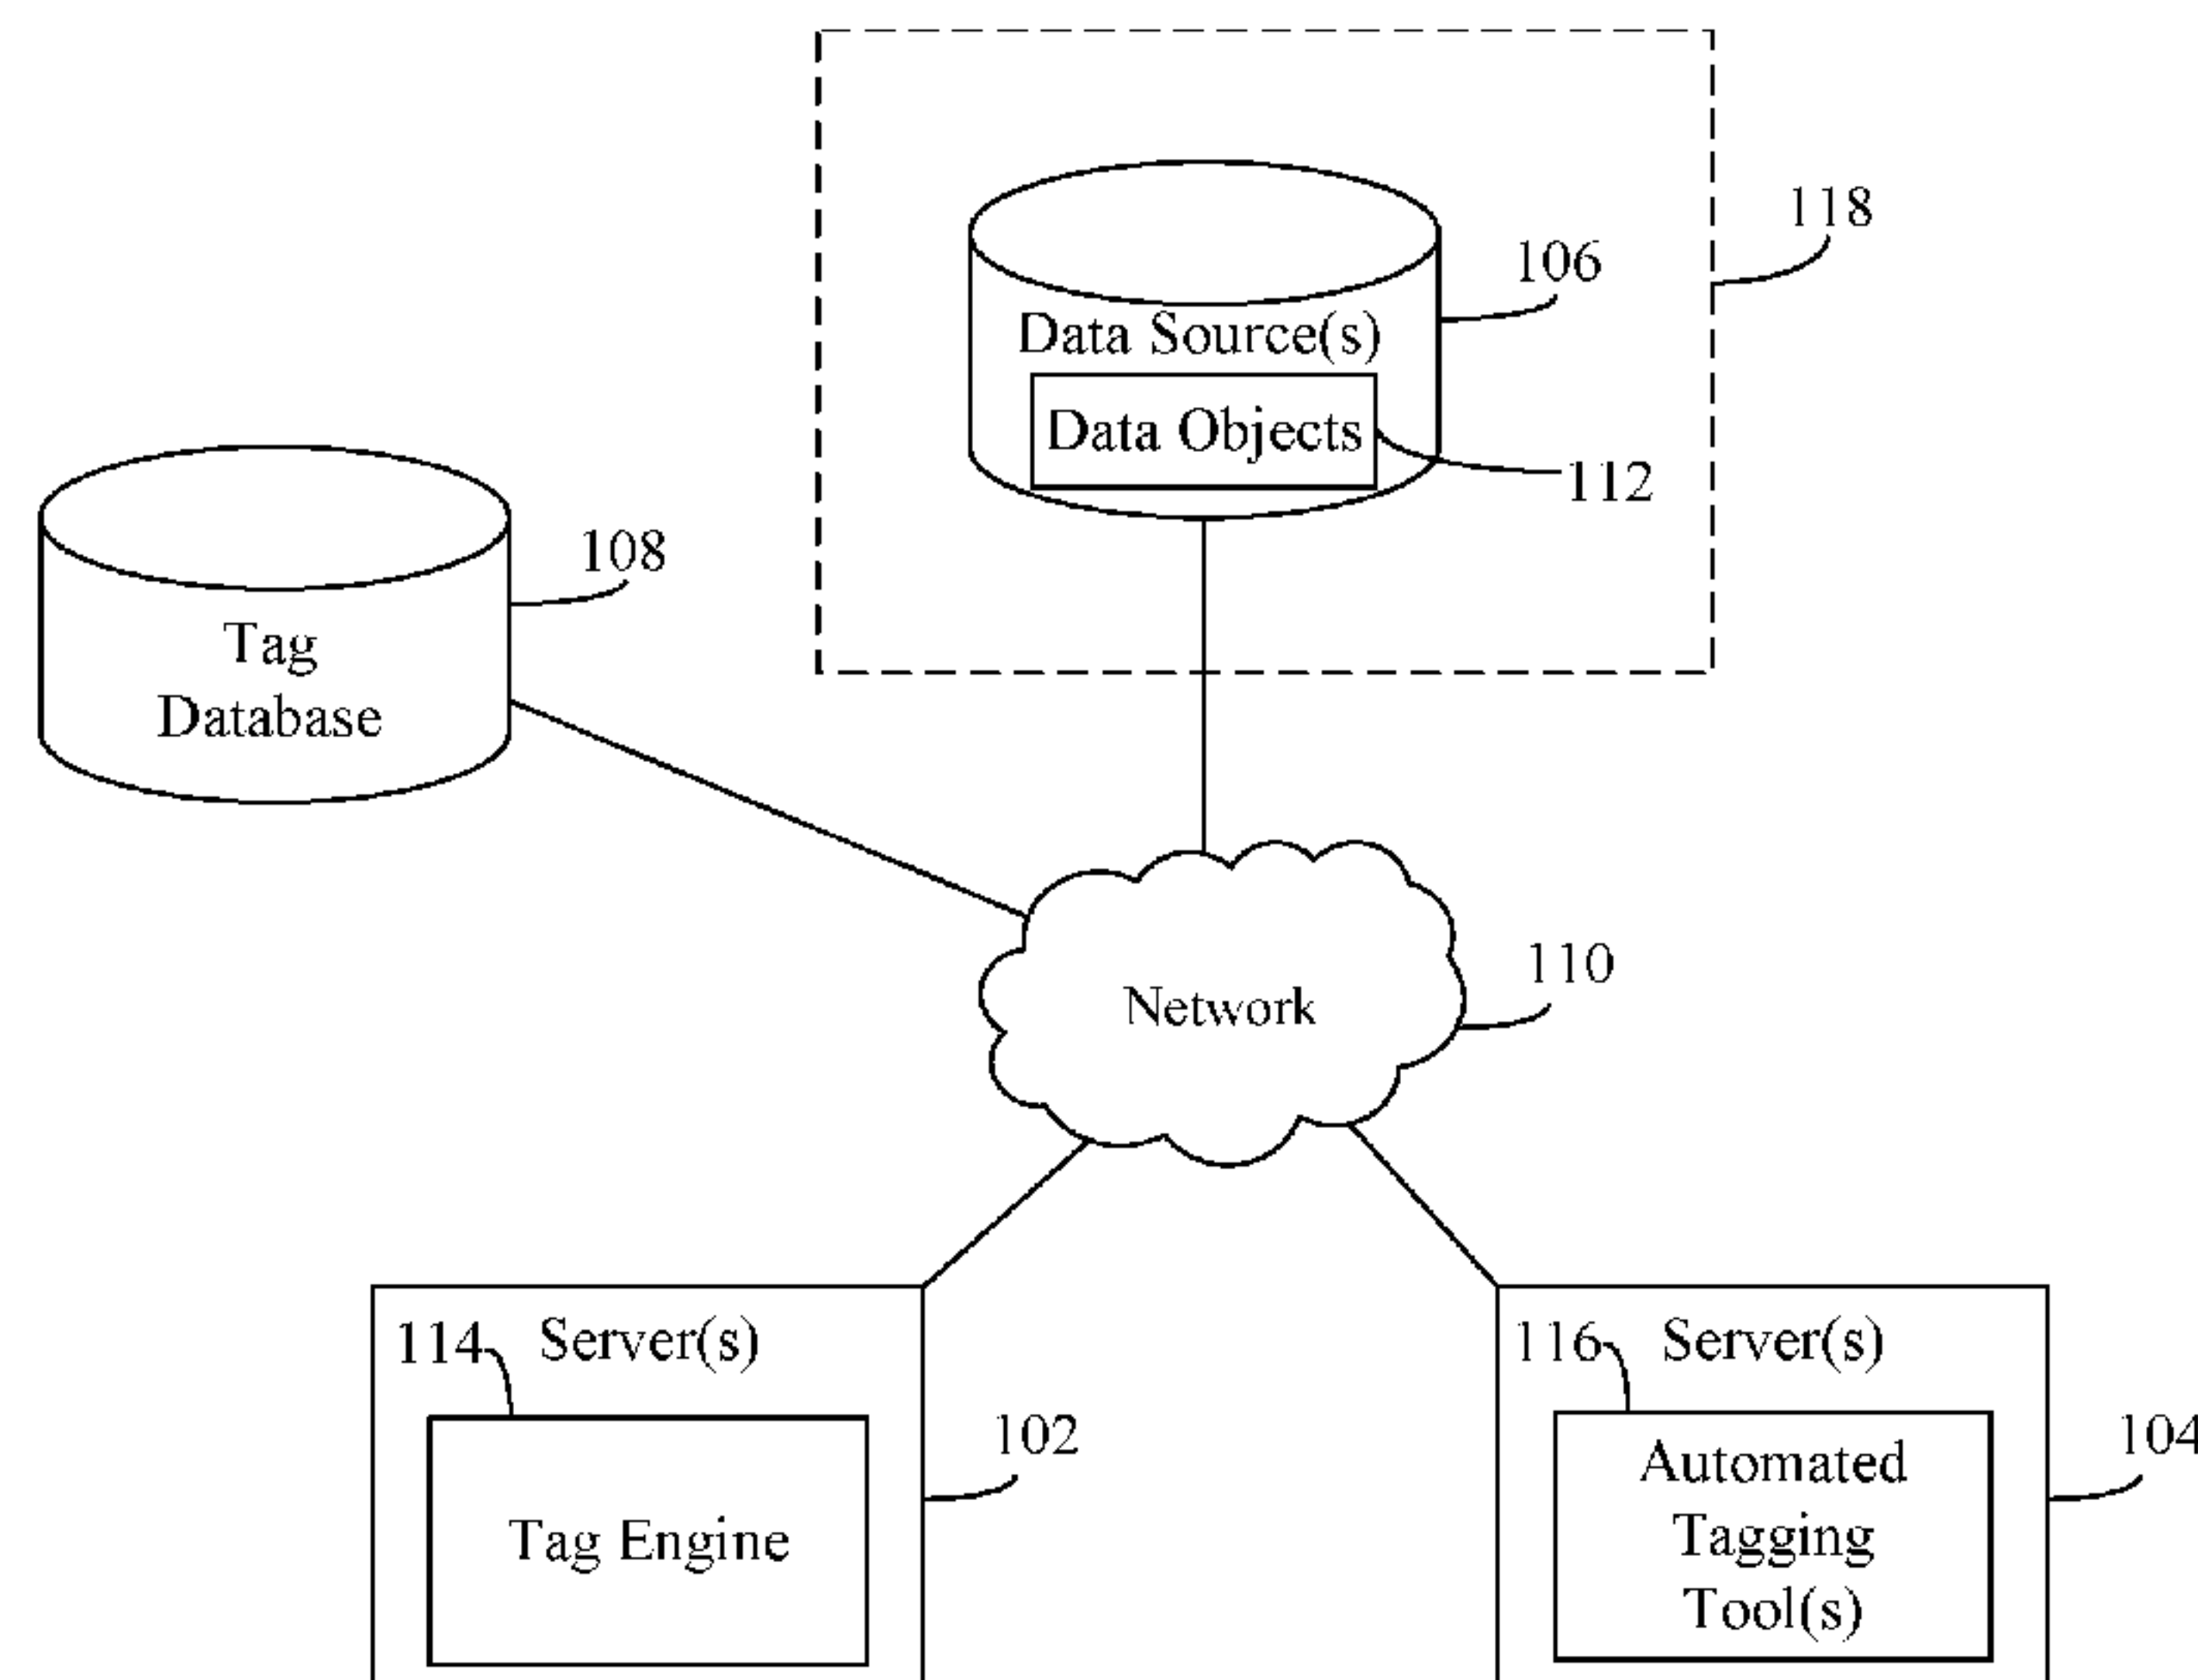 118
106
Data Source(s)
Data Objects
112
108
Tag
Database
110
Network
114
Server(s)
116
Server(s)
102
104
Tag Engine
Automated
Tagging
Tool(s)